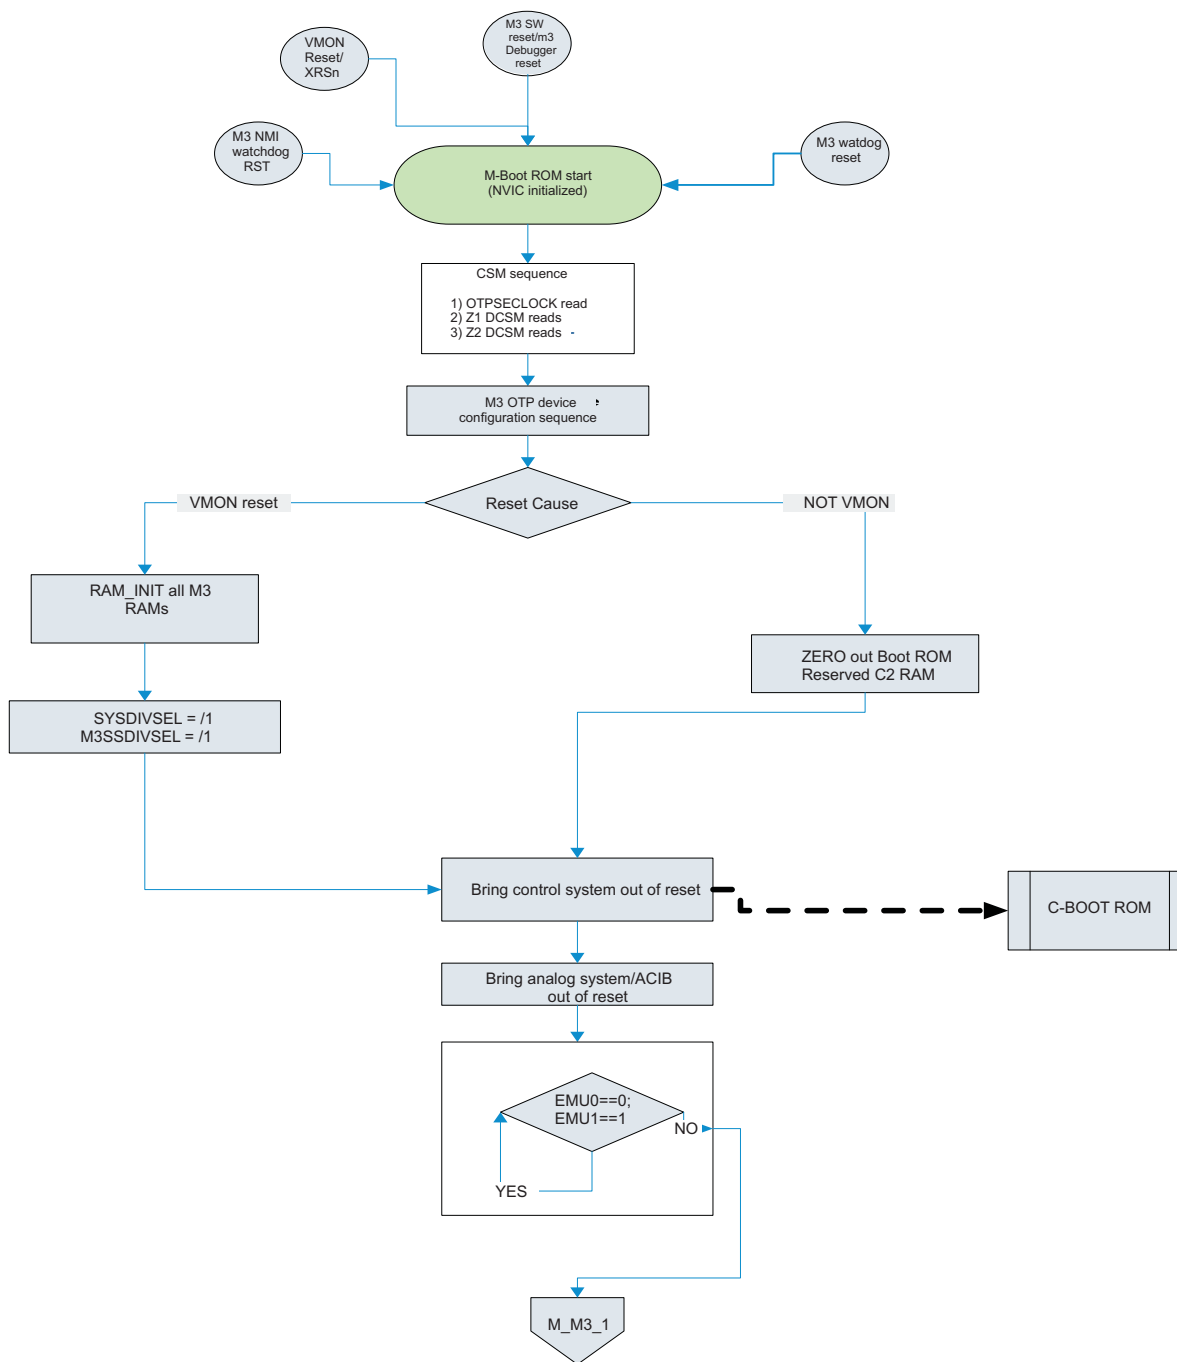 VMON
Reset/
XRSn
M3 SW
reset/m3
Debugger
reset
M3 NMI
watchdog
RST
M3 watdog
reset
M-Boot ROM start
(NVIC initialized)
CSM sequence
1) OTPSECLOCK read
2) Z1 DCSM reads
3) Z2 DCSM reads -
M3 OTP device
configuration sequence
Reset Cause
VMON reset
NOT VMON
RAM_INIT all M3
RAMs
ZERO out Boot ROM
Reserved C2 RAM
SYSDIVSEL = /1
M3SSDIVSEL = /1
Bring control system out of reset
C-BOOT ROM
Bring analog system/ACIB
out of reset
EMU0==0;
EMU1==1
NO
YES
M_M3_1